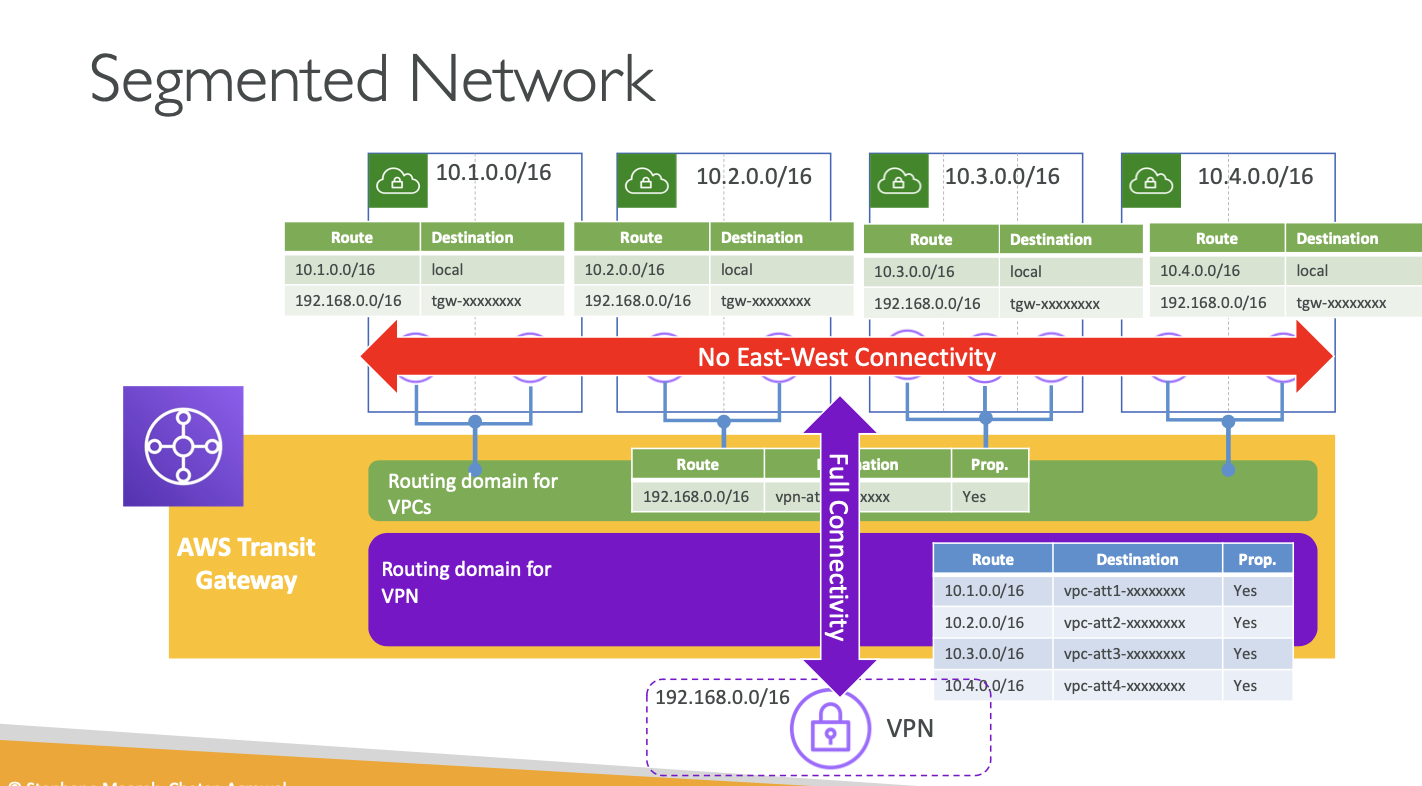 Segmented Network
10.1.0.0/16
10.2.0.0/16
10.3.0.0/16
10.4.0.0/16
Route Destination
10.1.0.0/16 local
192.168.0.0/16 tgw-xxxxxxxx
Route Destination
10.2.0.0/16 local
192.168.0.0/16 tgw-xxxxxxxx
Route Destination
10.3.0.0/16 local
192.168.0.0/16 tgw-xxxxxxxx
Route Destination
10.4.0.0/16 local
192.168.0.0/16 tgw-xxxxxxxx
No East-West Connectivity
Full Connectivity
AWS Transit
Gateway
Routing domain for
VPCs
Route Prop.
192.168.0.0/16 Yes
Routing domain for
VPN
Route Destination Prop.
10.1.0.0/16 vpc-att1-xxxxxxxx Yes
10.2.0.0/16 vpc-att2-xxxxxxxx Yes
10.3.0.0/16 vpc-att3-xxxxxxxx Yes
10.4.0.0/16 vpc-att4-xxxxxxxx Yes
192.168.0.0/16
VPN